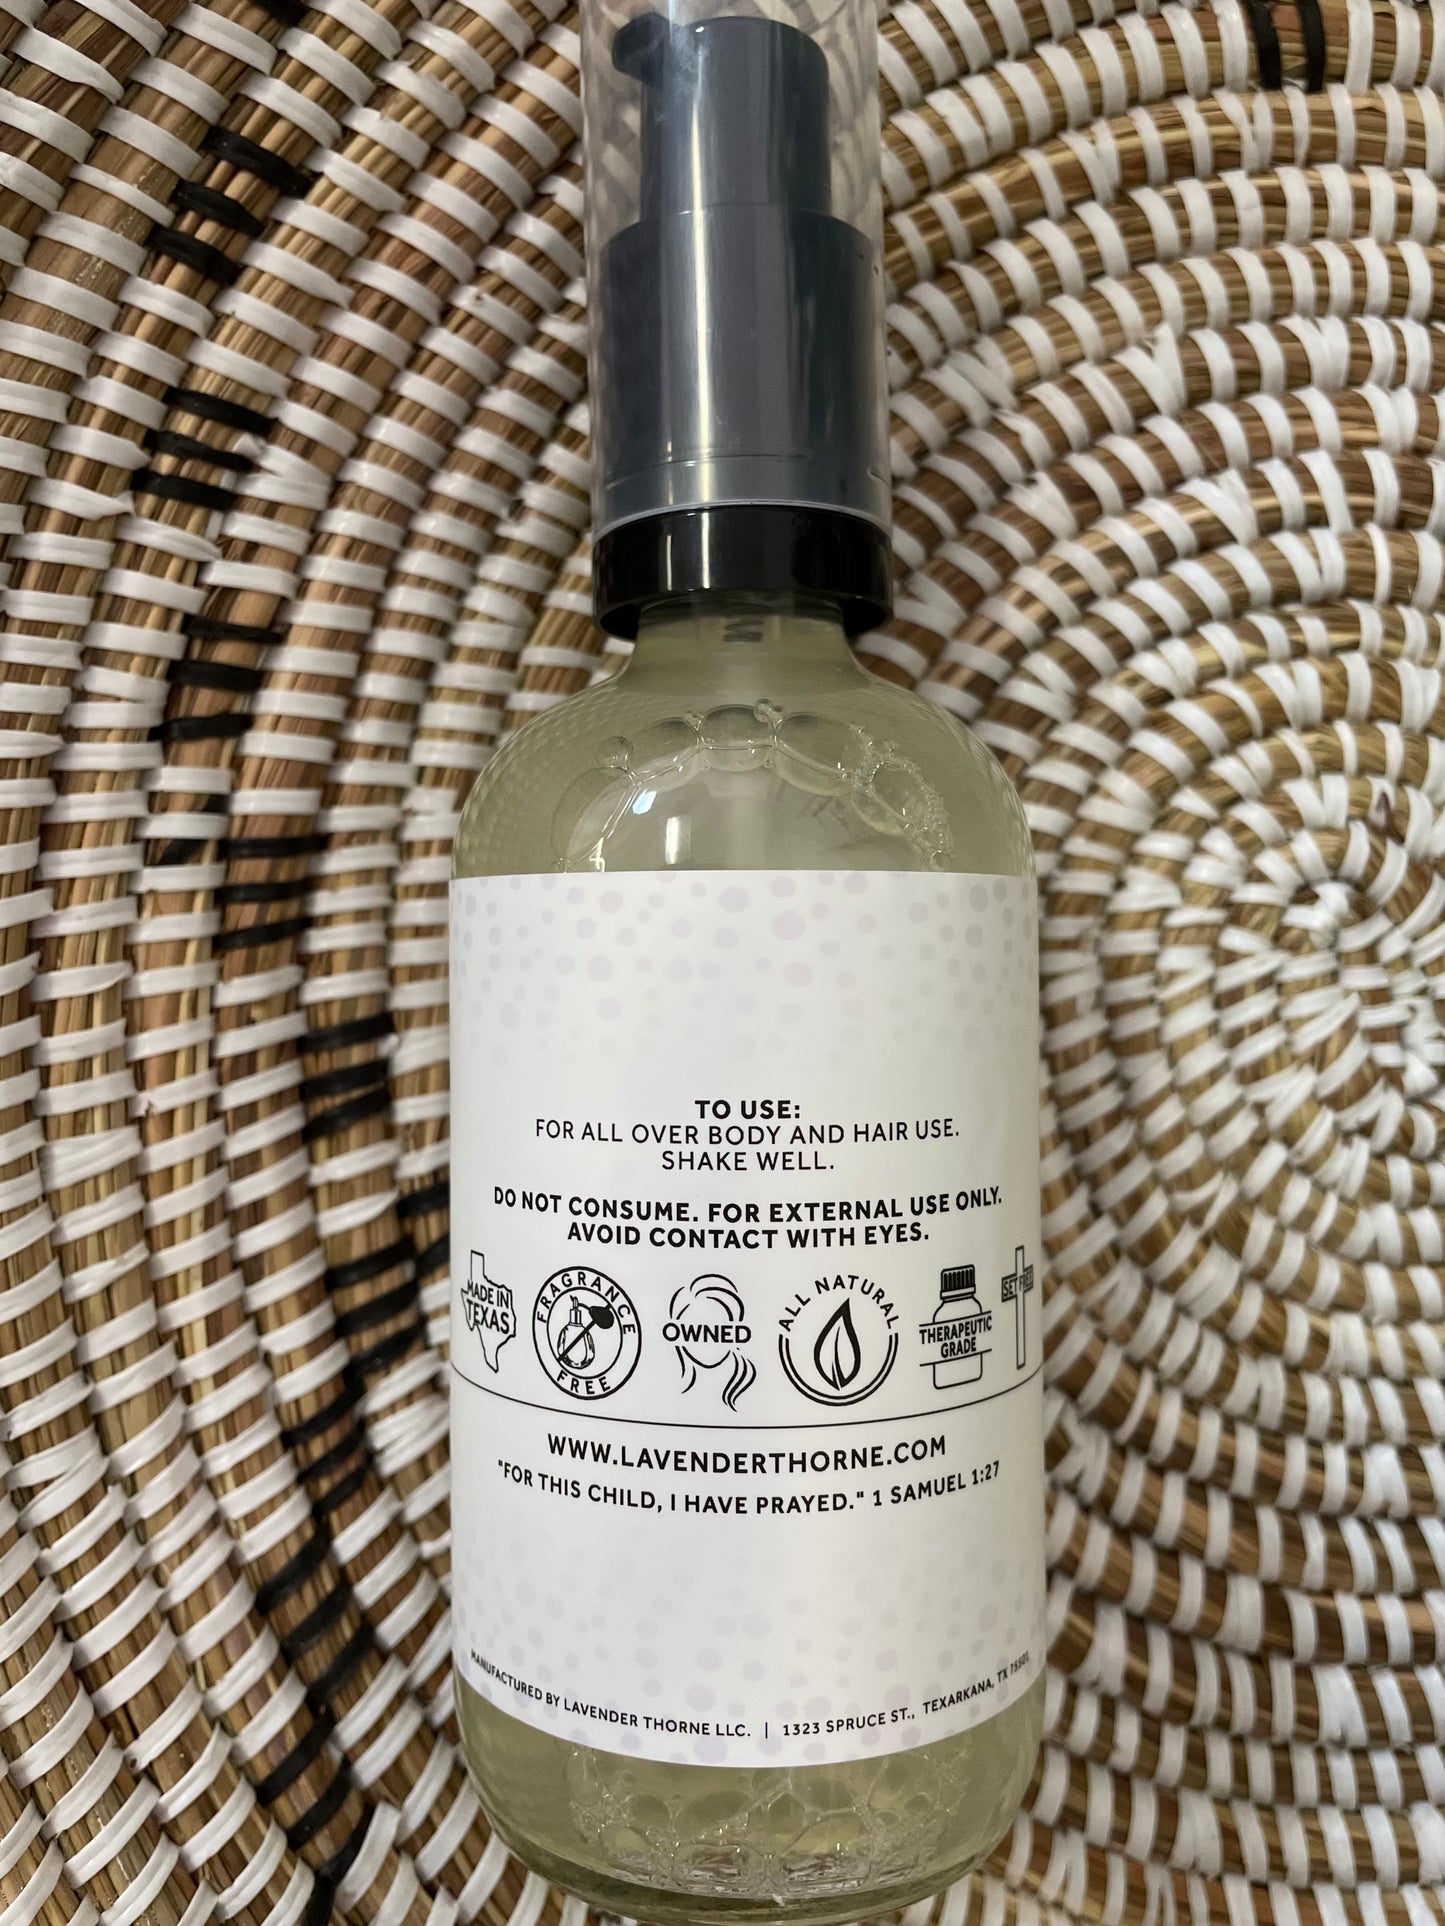 TO USE:
FOR ALL OVER BODY AND HAIR USE.
SHAKE WELL.
DO NOT CONSUME. FOR EXTERNAL USE ONLY.
AVOID CONTACT WITH EYES.
MADE IN
TEXAS
FRAGRANCE
FREE
OWNED
ALL NATURAL
THERAPEUTIC
GRADE
SET FREE
WWW.LAVENDERTHORNE.COM
"FOR THIS CHILD, I HAVE PRAYED." 1 SAMUEL 1:27
MANUFACTURED BY LAVENDER THORNE LLC. | 1323 SPRUCE ST., TEXARKANA, TX 75501